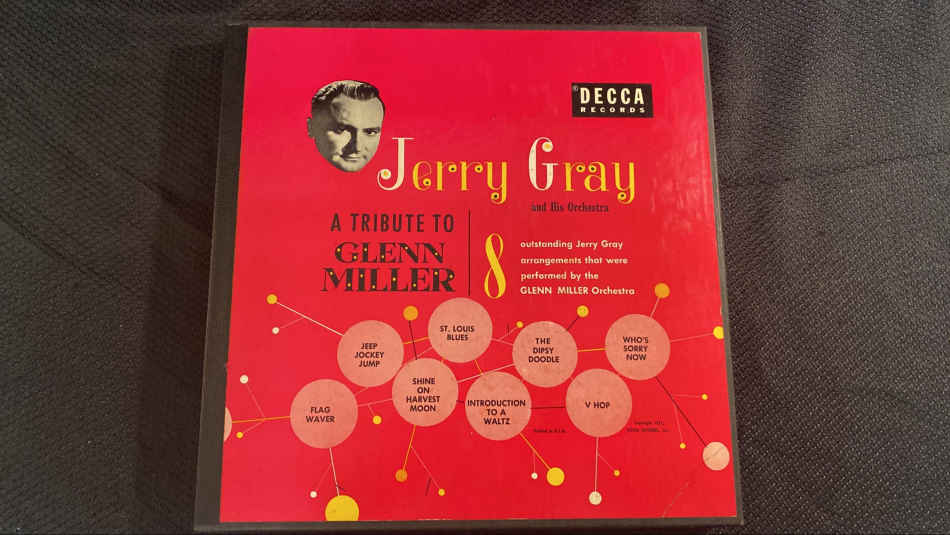 DECCA
RECORDS
Jerry Gray
and His Orchestra
A TRIBUTE TO
GLENN
MILLER
8
outstanding Jerry Gray
arrangements that were
performed by the
GLENN MILLER Orchestra
JEEP
JOCKEY
JUMP
ST. LOUIS
BLUES
THE
DIPSY
DOODLE
WHO'S
SORRY
NOW
FLAG
WAVER
SHINE
ON
HARVEST
MOON
INTRODUCTION
TO A
WALTZ
V HOP